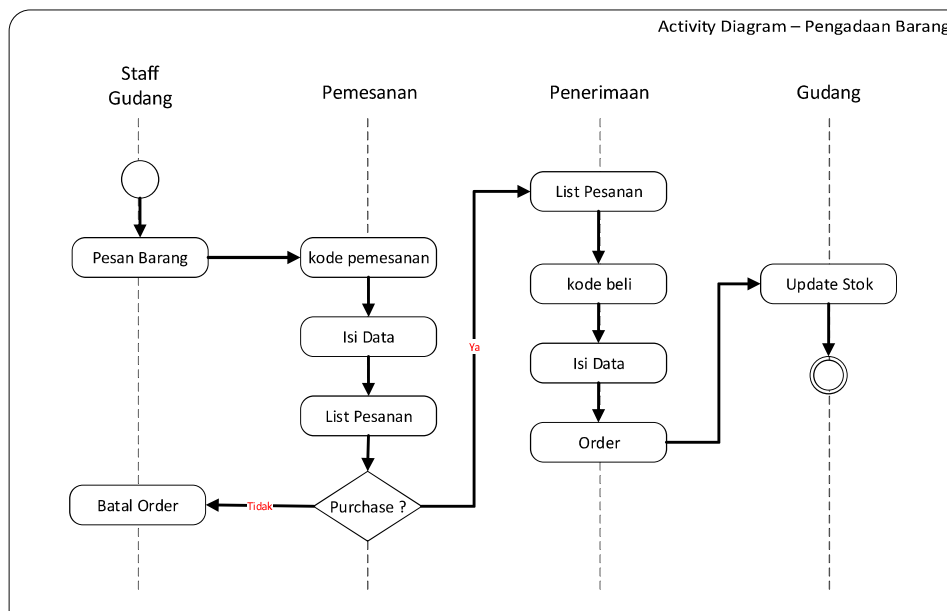 Activity Diagram – Pengadaan Barang
Staff
Gudang
Pemesanan
Penerimaan
Gudang
Pesan Barang
kode pemesanan
Isi Data
List Pesanan
Purchase ?
Tidak
Batal Order
Ya
List Pesanan
kode beli
Isi Data
Order
Update Stok